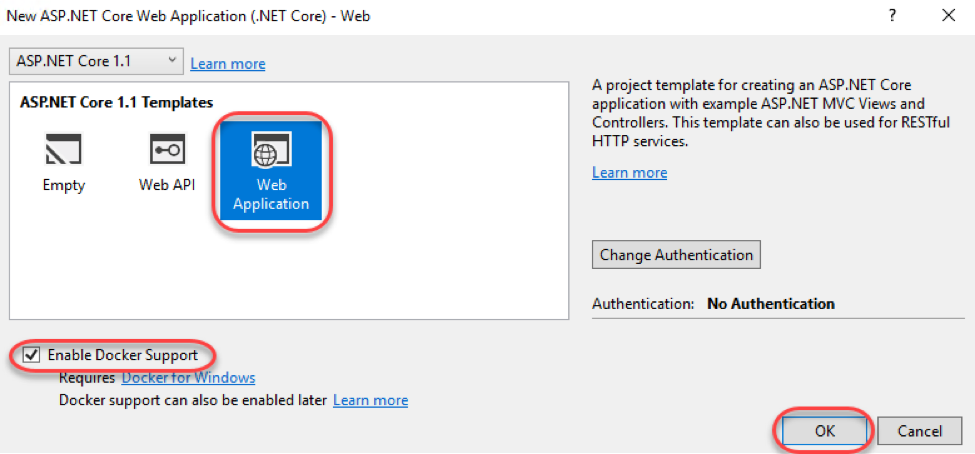 New ASP.NET Core Web Application (.NET Core) - Web
?
ASP.NET Core 1.1
Learn more
ASP.NET Core 1.1 Templates
Empty
Web API
Web
Application
A project template for creating an ASP.NET Core
application with example ASP.NET MVC Views and
Controllers. This template can also be used for RESTful
HTTP services.
Learn more
Change Authentication
Authentication: No Authentication
Enable Docker Support
Requires Docker for Windows
Docker support can also be enabled later Learn more
OK
Cancel